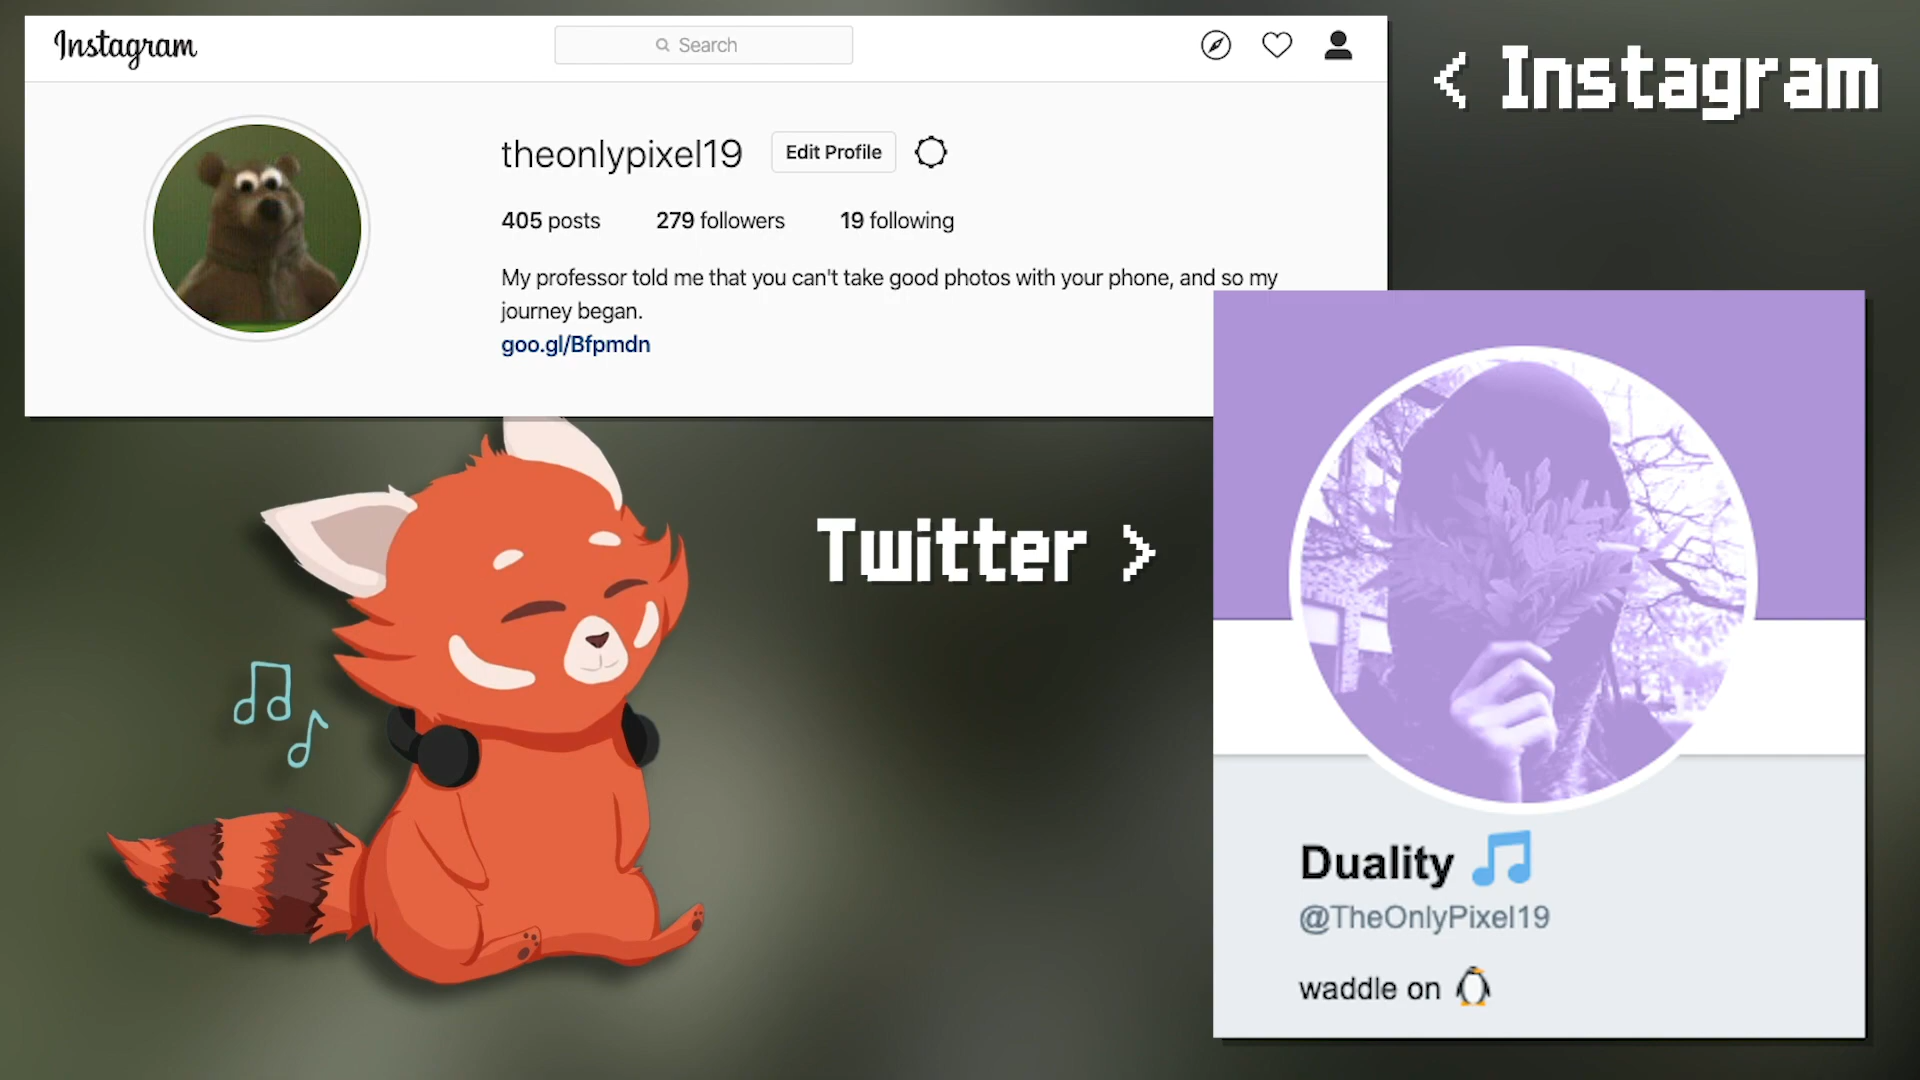 Instagram
Search
< Instagram
theonlypixel19
Edit Profile
405 posts 279 followers 19 following
My professor told me that you can't take good photos with your phone, and so my
journey began.
goo.gl/Bfpmdn
Twitter >
Duality 🎵
@TheOnlyPixel19
waddle on 🐧